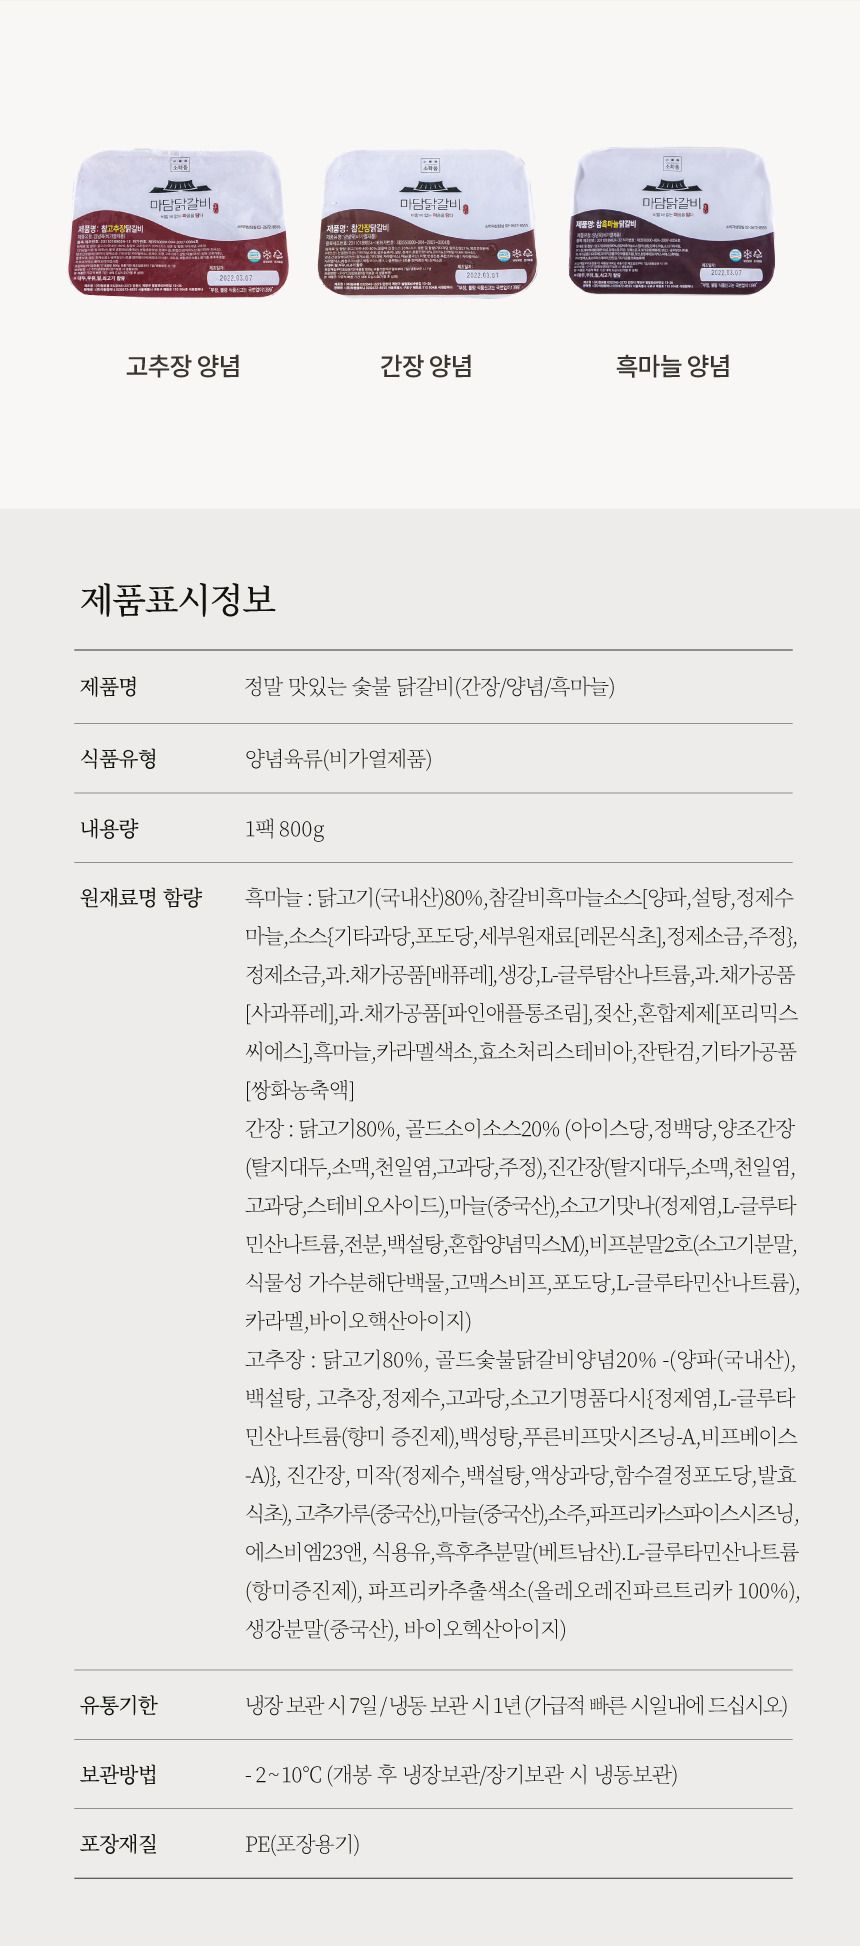 마담닭갈비
마담닭갈비
마담닭갈비
제품명: 참고추장닭갈비
제품명: 참간장닭갈비
제품명: 참흑마늘닭갈비
2022.03.07
2022.03.07
2022.03.07
고추장 양념
간장 양념
흑마늘 양념
제품표시정보
제품명 정말 맛있는 숯불 닭갈비(간장/양념/흑마늘)
식품유형 양념육류(비가열제품)
내용량 1팩 800g
원재료명 함량 흑마늘 : 닭고기(국내산)80%,참갈비흑마늘소스[양파,설탕,정제수
마늘,소스{기타과당,포도당,세부원재료[레몬식초],정제소금,주정},
정제소금,과.채가공품[배퓨레],생강,L-글루탐산나트륨,과.채가공품
[사과퓨레],과.채가공품[파인애플통조림],젖산,혼합제제[포리믹스
씨에스],흑마늘,카라멜색소,효소처리스테비아,잔탄검,기타가공품
[쌍화농축액]
간장 : 닭고기80%, 골드소이소스20% (아이스당,정백당,양조간장
(탈지대두,소맥,천일염,고과당,주정),진간장(탈지대두,소맥,천일염,
고과당,스테비오사이드),마늘(중국산),소고기맛나(정제염,L-글루타
민산나트륨,전분,백설탕,혼합양념믹스M),비프분말2호(소고기분말,
식물성 가수분해단백물,고맥스비프,포도당,L-글루타민산나트륨),
카라멜,바이오핵산아이지)
고추장 : 닭고기80%, 골드숯불닭갈비양념20% -(양파(국내산),
백설탕, 고추장,정제수,고과당,소고기명품다시{정제염,L-글루타
민산나트륨(향미 증진제),백성탕,푸른비프맛시즈닝-A,비프베이스
-A)}, 진간장, 미작(정제수,백설탕,액상과당,함수결정포도당,발효
식초), 고추가루(중국산),마늘(중국산),소주,파프리카스파이스시즈닝,
에스비엠23앤, 식용유,흑후추분말(베트남산).L-글루타민산나트륨
(항미증진제), 파프리카추출색소(올레오레진파르트리카 100%),
생강분말(중국산), 바이오헥산아이지)
유통기한 냉장 보관 시 7일 / 냉동 보관 시 1년 (가급적 빠른 시일내에 드십시오)
보관방법 - 2 ~ 10℃ (개봉 후 냉장보관/장기보관 시 냉동보관)
포장재질 PE(포장용기)